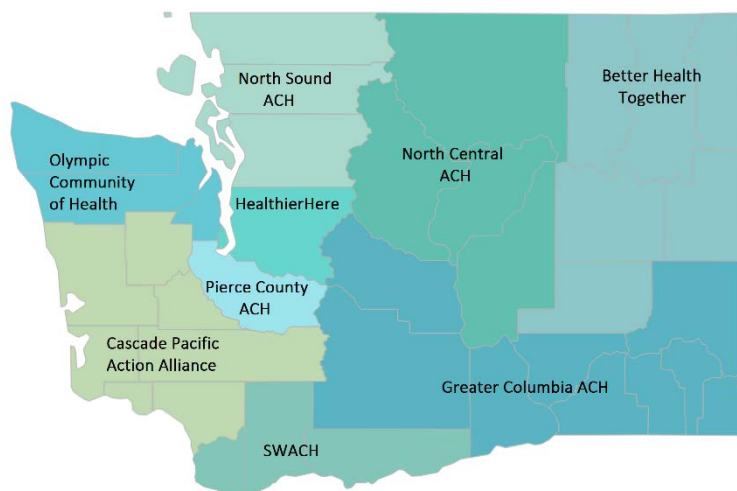 North Sound
ACH
Better Health
Together
Olympic
Community
of Health
North Central
ACH
HealthierHere
Pierce County
ACH
Cascade Pacific
Action Alliance
Greater Columbia ACH
SWACH